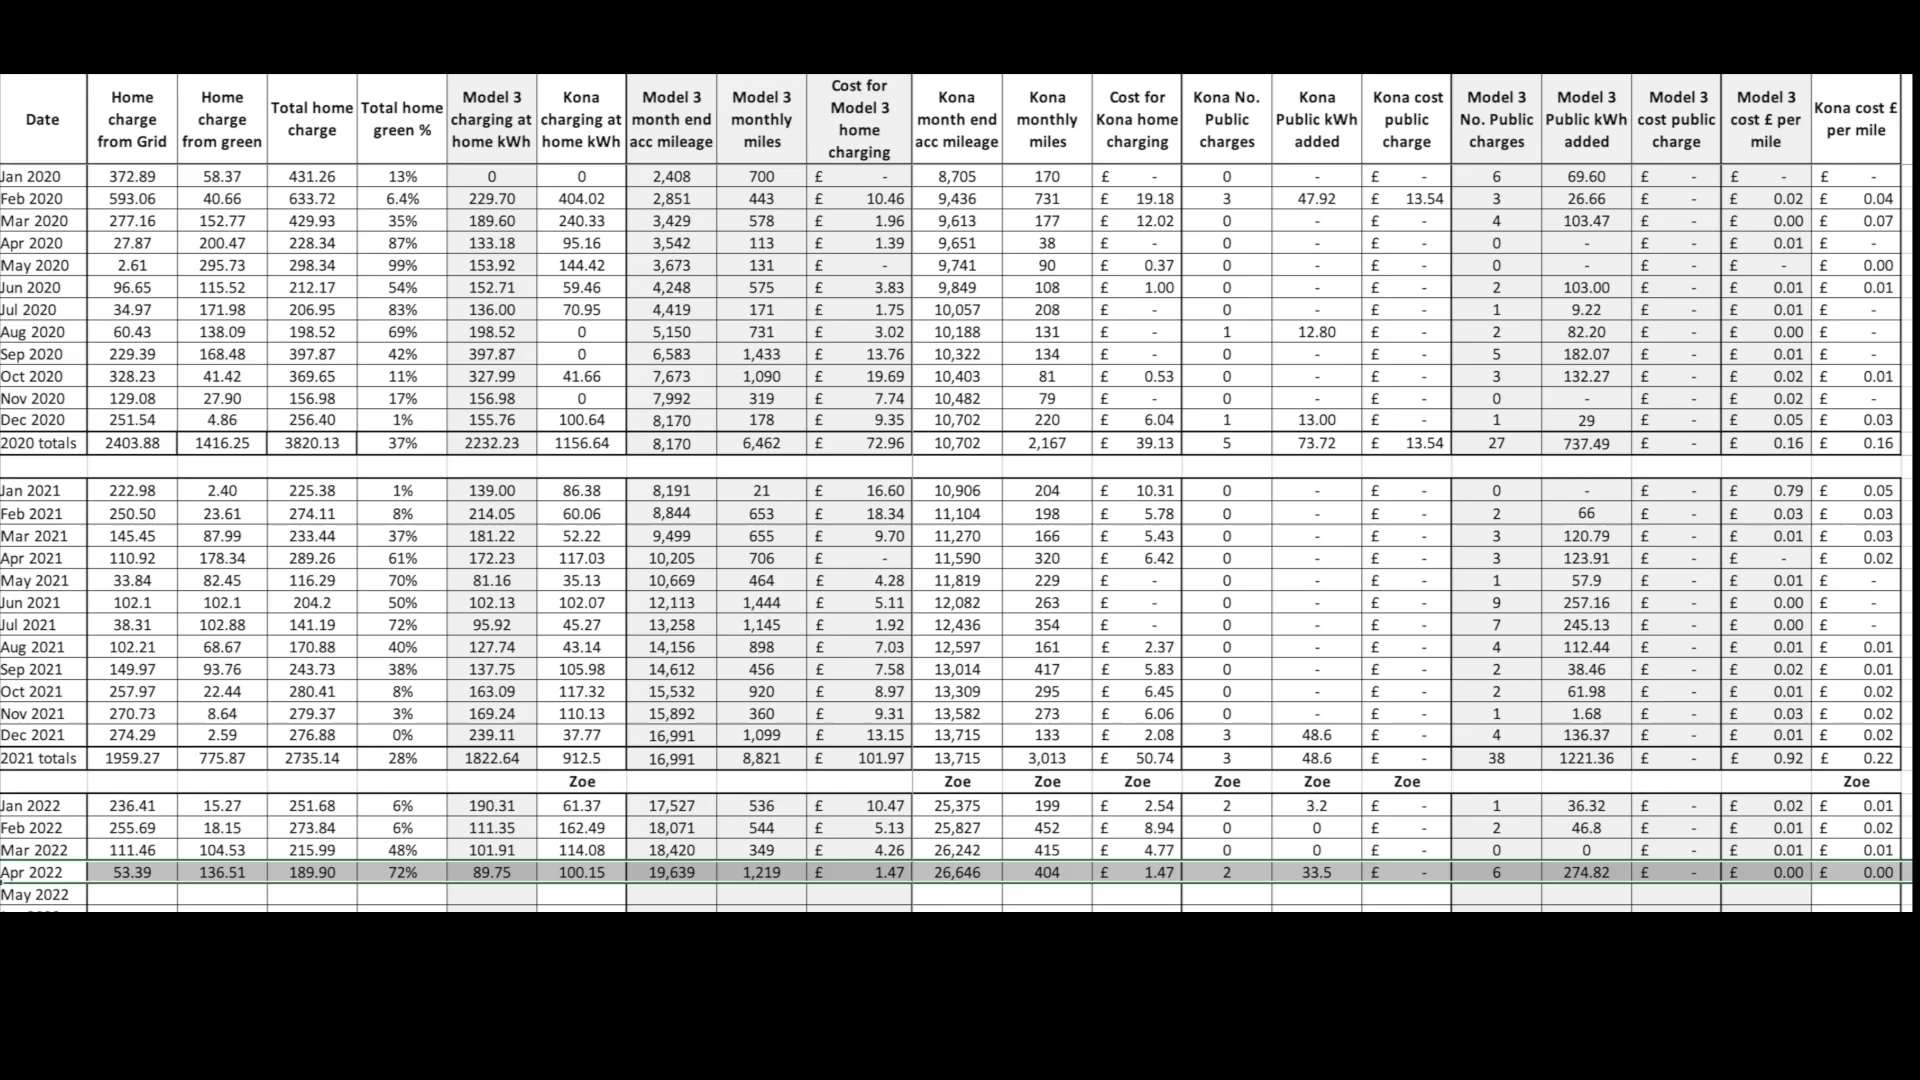 Date Home charge from Grid Home charge from green Total home charge Total home green % Model 3 charging at home kWh Kona charging at home kWh Model 3 month end acc mileage Model 3 monthly miles Cost for Model 3 home charging Kona month end acc mileage Kona monthly miles Cost for Kona home charging Kona No. Public charges Kona Public kWh added Kona cost public charge Model 3 No. Public charges Model 3 Public kWh added Model 3 cost public charge Model 3 cost £ per mile Kona cost £ per mile
Jan 2020 372.89 58.37 431.26 13% 0 0 2,408 700 £ - 8,705 170 £ - 0 - £ - 6 69.60 £ - £ - £ -
Feb 2020 593.06 40.66 633.72 6.4% 229.70 404.02 2,851 443 £ 10.46 9,436 731 £ 19.18 3 47.92 £ 13.54 3 26.66 £ - £ 0.02 £ 0.04
Mar 2020 277.16 152.77 429.93 35% 189.60 240.33 3,429 578 £ 1.96 9,613 177 £ 12.02 0 - £ - 4 103.47 £ - £ 0.00 £ 0.07
Apr 2020 27.87 200.47 228.34 87% 133.18 95.16 3,542 113 £ 1.39 9,651 38 £ - 0 - £ - 0 - £ - £ 0.01 £ -
May 2020 2.61 295.73 298.34 99% 153.92 144.42 3,673 131 £ - 9,741 90 £ 0.37 0 - £ - 0 - £ - £ - £ 0.00
Jun 2020 96.65 115.52 212.17 54% 152.71 59.46 4,248 575 £ 3.83 9,849 108 £ 1.00 0 - £ - 2 103.00 £ - £ 0.01 £ 0.01
Jul 2020 34.97 171.98 206.95 83% 136.00 70.95 4,419 171 £ 1.75 10,057 208 £ - 0 - £ - 1 9.22 £ - £ 0.01 £ -
Aug 2020 60.43 138.09 198.52 69% 198.52 0 5,150 731 £ 3.02 10,188 131 £ - 1 12.80 £ - 2 82.20 £ - £ 0.00 £ -
Sep 2020 229.39 168.48 397.87 42% 397.87 0 6,583 1,433 £ 13.76 10,322 134 £ - 0 - £ - 5 182.07 £ - £ 0.01 £ -
Oct 2020 328.23 41.42 369.65 11% 327.99 41.66 7,673 1,090 £ 19.69 10,403 81 £ 0.53 0 - £ - 3 132.27 £ - £ 0.02 £ 0.01
Nov 2020 129.08 27.90 156.98 17% 156.98 0 7,992 319 £ 7.74 10,482 79 £ - 0 - £ - 0 - £ - £ 0.02 £ -
Dec 2020 251.54 4.86 256.40 1% 155.76 100.64 8,170 178 £ 9.35 10,702 220 £ 6.04 1 13.00 £ - 1 29 £ - £ 0.05 £ 0.03
2020 totals 2403.88 1416.25 3820.13 37% 2232.23 1156.64 8,170 6,462 £ 72.96 10,702 2,167 £ 39.13 5 73.72 £ 13.54 27 737.49 £ - £ 0.16 £ 0.16
Jan 2021 222.98 2.40 225.38 1% 139.00 86.38 8,191 21 £ 16.60 10,906 204 £ 10.31 0 - £ - 0 - £ - £ 0.79 £ 0.05
Feb 2021 250.50 23.61 274.11 8% 214.05 60.06 8,844 653 £ 18.34 11,104 198 £ 5.78 0 - £ - 2 66 £ - £ 0.03 £ 0.03
Mar 2021 145.45 87.99 233.44 37% 181.22 52.22 9,499 655 £ 9.70 11,270 166 £ 5.43 0 - £ - 3 120.79 £ - £ 0.01 £ 0.03
Apr 2021 110.92 178.34 289.26 61% 172.23 117.03 10,205 706 £ - 11,590 320 £ 6.42 0 - £ - 3 123.91 £ - £ - £ 0.02
May 2021 33.84 82.45 116.29 70% 81.16 35.13 10,669 464 £ 4.28 11,819 229 £ - 0 - £ - 1 57.9 £ - £ 0.01 £ -
Jun 2021 102.1 102.1 204.2 50% 102.13 102.07 12,113 1,444 £ 5.11 12,082 263 £ - 0 - £ - 9 257.16 £ - £ 0.00 £ -
Jul 2021 38.31 102.88 141.19 72% 95.92 45.27 13,258 1,145 £ 1.92 12,436 354 £ - 0 - £ - 7 245.13 £ - £ 0.00 £ -
Aug 2021 102.21 68.67 170.88 40% 127.74 43.14 14,156 898 £ 7.03 12,597 161 £ 2.37 0 - £ - 4 112.44 £ - £ 0.01 £ 0.01
Sep 2021 149.97 93.76 243.73 38% 137.75 105.98 14,612 456 £ 7.58 13,014 417 £ 5.83 0 - £ - 2 38.46 £ - £ 0.02 £ 0.01
Oct 2021 257.97 22.44 280.41 8% 163.09 117.32 15,532 920 £ 8.97 13,309 295 £ 6.45 0 - £ - 2 61.98 £ - £ 0.01 £ 0.02
Nov 2021 270.73 8.64 279.37 3% 169.24 110.13 15,892 360 £ 9.31 13,582 273 £ 6.06 0 - £ - 1 1.68 £ - £ 0.03 £ 0.02
Dec 2021 274.29 2.59 276.88 0% 239.11 37.77 16,991 1,099 £ 13.15 13,715 133 £ 2.08 3 48.6 £ - 4 136.37 £ - £ 0.01 £ 0.02
2021 totals 1959.27 775.87 2735.14 28% 1822.64 912.5 16,991 8,821 £ 101.97 13,715 3,013 £ 50.74 3 48.6 £ - 38 1221.36 £ - £ 0.92 £ 0.22
Zoe Zoe Zoe Zoe Zoe Zoe Zoe Zoe
Jan 2022 236.41 15.27 251.68 6% 190.31 61.37 17,527 536 £ 10.47 25,375 199 £ 2.54 2 3.2 £ - 1 36.32 £ - £ 0.02 £ 0.01
Feb 2022 255.69 18.15 273.84 6% 111.35 162.49 18,071 544 £ 5.13 25,827 452 £ 8.94 0 0 £ - 2 46.8 £ - £ 0.01 £ 0.02
Mar 2022 111.46 104.53 215.99 48% 101.91 114.08 18,420 349 £ 4.26 26,242 415 £ 4.77 0 0 £ - 0 0 £ - £ 0.01 £ 0.01
Apr 2022 53.39 136.51 189.90 72% 89.75 100.15 19,639 1,219 £ 1.47 26,646 404 £ 1.47 2 33.5 £ - 6 274.82 £ - £ 0.00 £ 0.00
May 2022